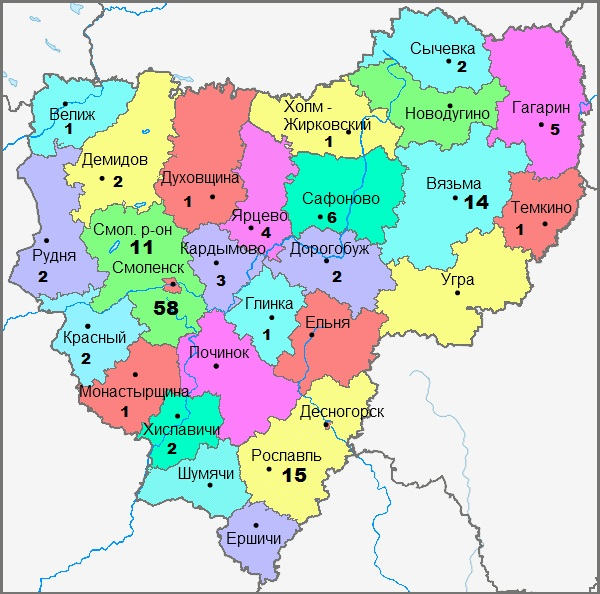 Сычевка
2
Велиж
1
Холм -
Жирковский
1
Новодугино
Гагарин
5
Демидов
2
Духовщина
1
Сафоново
6
Вязьма
14
Темкино
1
Ярцево
4
Смол. р-он
11
Рудня
2
Кардымово
3
Дорогобуж
2
Смоленск
58
Угра
Глинка
1
Ельня
Красный
2
Починок
Монастырщина
1
Десногорск
Хиславичи
2
Рославль
15
Шумячи
Ершичи